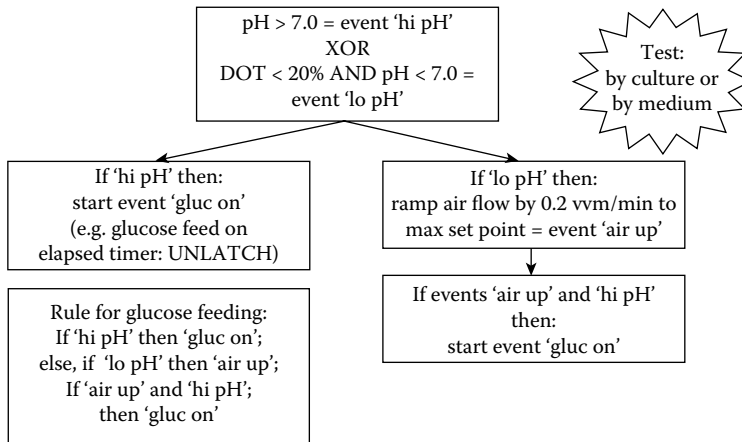 pH > 7.0 = event ‘hi pH’
XOR
DOT < 20% AND pH < 7.0 =
event ‘lo pH’
Test:
by culture or
by medium
If ‘hi pH’ then:
start event ‘gluc on’
(e.g. glucose feed on
elapsed timer: UNLATCH)
If ‘lo pH’ then:
ramp air flow by 0.2 vvm/min to
max set point = event ‘air up’
Rule for glucose feeding:
If ‘hi pH’ then ‘gluc on’;
else, if ‘lo pH’ then ‘air up’;
If ‘air up’ and ‘hi pH’;
then ‘gluc on’
If events ‘air up’ and ‘hi pH’
then:
start event ‘gluc on’